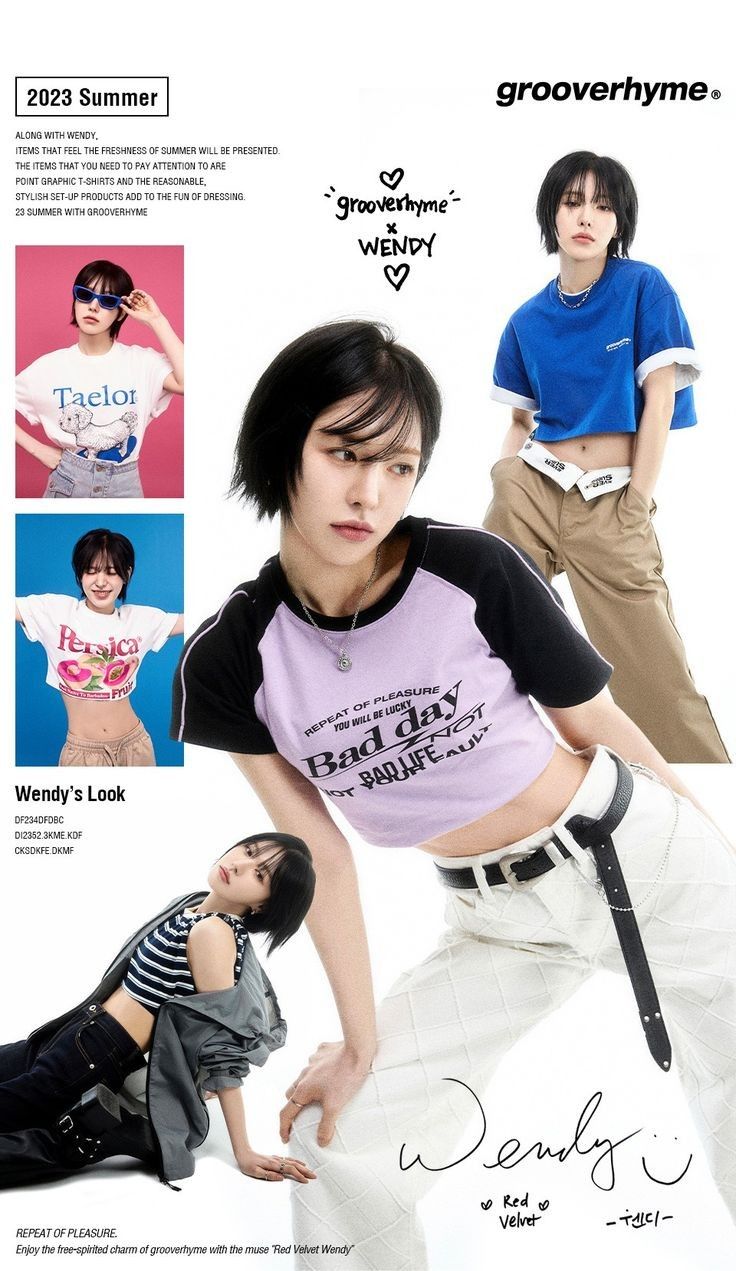 2023 Summer
grooverhyme®
ALONG WITH WENDY,
ITEMS THAT FEEL THE FRESHNESS OF SUMMER WILL BE PRESENTED.
THE ITEMS THAT YOU NEED TO PAY ATTENTION TO ARE
POINT GRAPHIC T-SHIRTS AND THE REASONABLE,
STYLISH SET-UP PRODUCTS ADD TO THE FUN OF DRESSING.
23 SUMMER WITH GROOVERHYME
"grooverhyme"
×
WENDY
grooverhyme.
Taelor
Persica
Fruit
REPEAT OF PLEASURE
YOU WILL BE LUCKY
Bad day
NOT
BAD LIFE
NOT YOUR FAULT
Wendy's Look
DF234DFDBC
DI2352.3KME.KDF
CKSDKFE.DKMF
Wendy
Red
Velvet
-웬디-
REPEAT OF PLEASURE.
Enjoy the free-spirited charm of grooverhyme with the muse "Red Velvet Wendy"